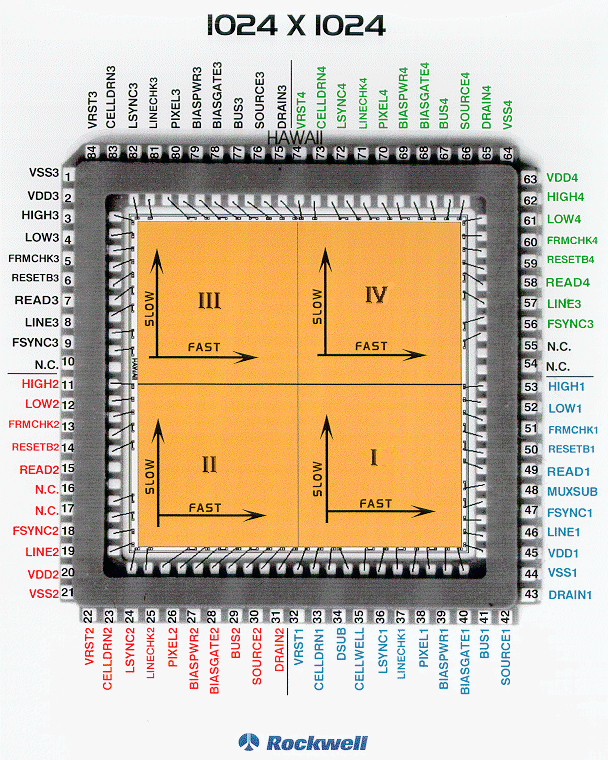 1024 X 1024
VRST3
CELLDRN3
LSYNC3
LINECHK3
PIXEL3
BIASPWR3
BIASGATE3
BUS3
SOURCE3
DRAIN3
VRST4
CELLDRN4
LSYNC4
LINECHK4
PIXEL4
BIASPWR4
BIASGATE4
BUS4
SOURCE4
DRAIN4
VSS4
HAWAII
84 83 82 81 80 79 78 77 76 75 74 73 72 71 70 69 68 67 66 65 64
VSS3 1
VDD3 2
HIGH3 3
LOW3 4
FRMCHK3 5
RESETB3 6
READ3 7
LINE3 8
FSYNC3 9
N.C. 10
HIGH2 11
LOW2 12
FRMCHK2 13
RESETB2 14
READ2 15
N.C. 16
N.C. 17
FSYNC2 18
LINE2 19
VDD2 20
VSS2 21
63 VDD4
62 HIGH4
61 LOW4
60 FRMCHK4
59 RESETB4
58 READ4
57 LINE3
56 FSYNC3
55 N.C.
54 N.C.
53 HIGH1
52 LOW1
51 FRMCHK1
50 RESETB1
49 READ1
48 MUXSUB
47 FSYNC1
46 LINE1
45 VDD1
44 VSS1
43 DRAIN1
III
SLOW
FAST
IV
SLOW
FAST
HAWAII
II
SLOW
FAST
I
SLOW
FAST
22 23 24 25 26 27 28 29 30 31 32 33 34 35 36 37 38 39 40 41 42
VRST2
CELLDRN2
LSYNC2
LINECHK2
PIXEL2
BIASPWR2
BIASGATE2
BUS2
SOURCE2
DRAIN2
VRST1
CELLDRN1
DSUB
CELLWELL
LSYNC1
LINECHK1
PIXEL1
BIASPWR1
BIASGATE1
BUS1
SOURCE1
Rockwell